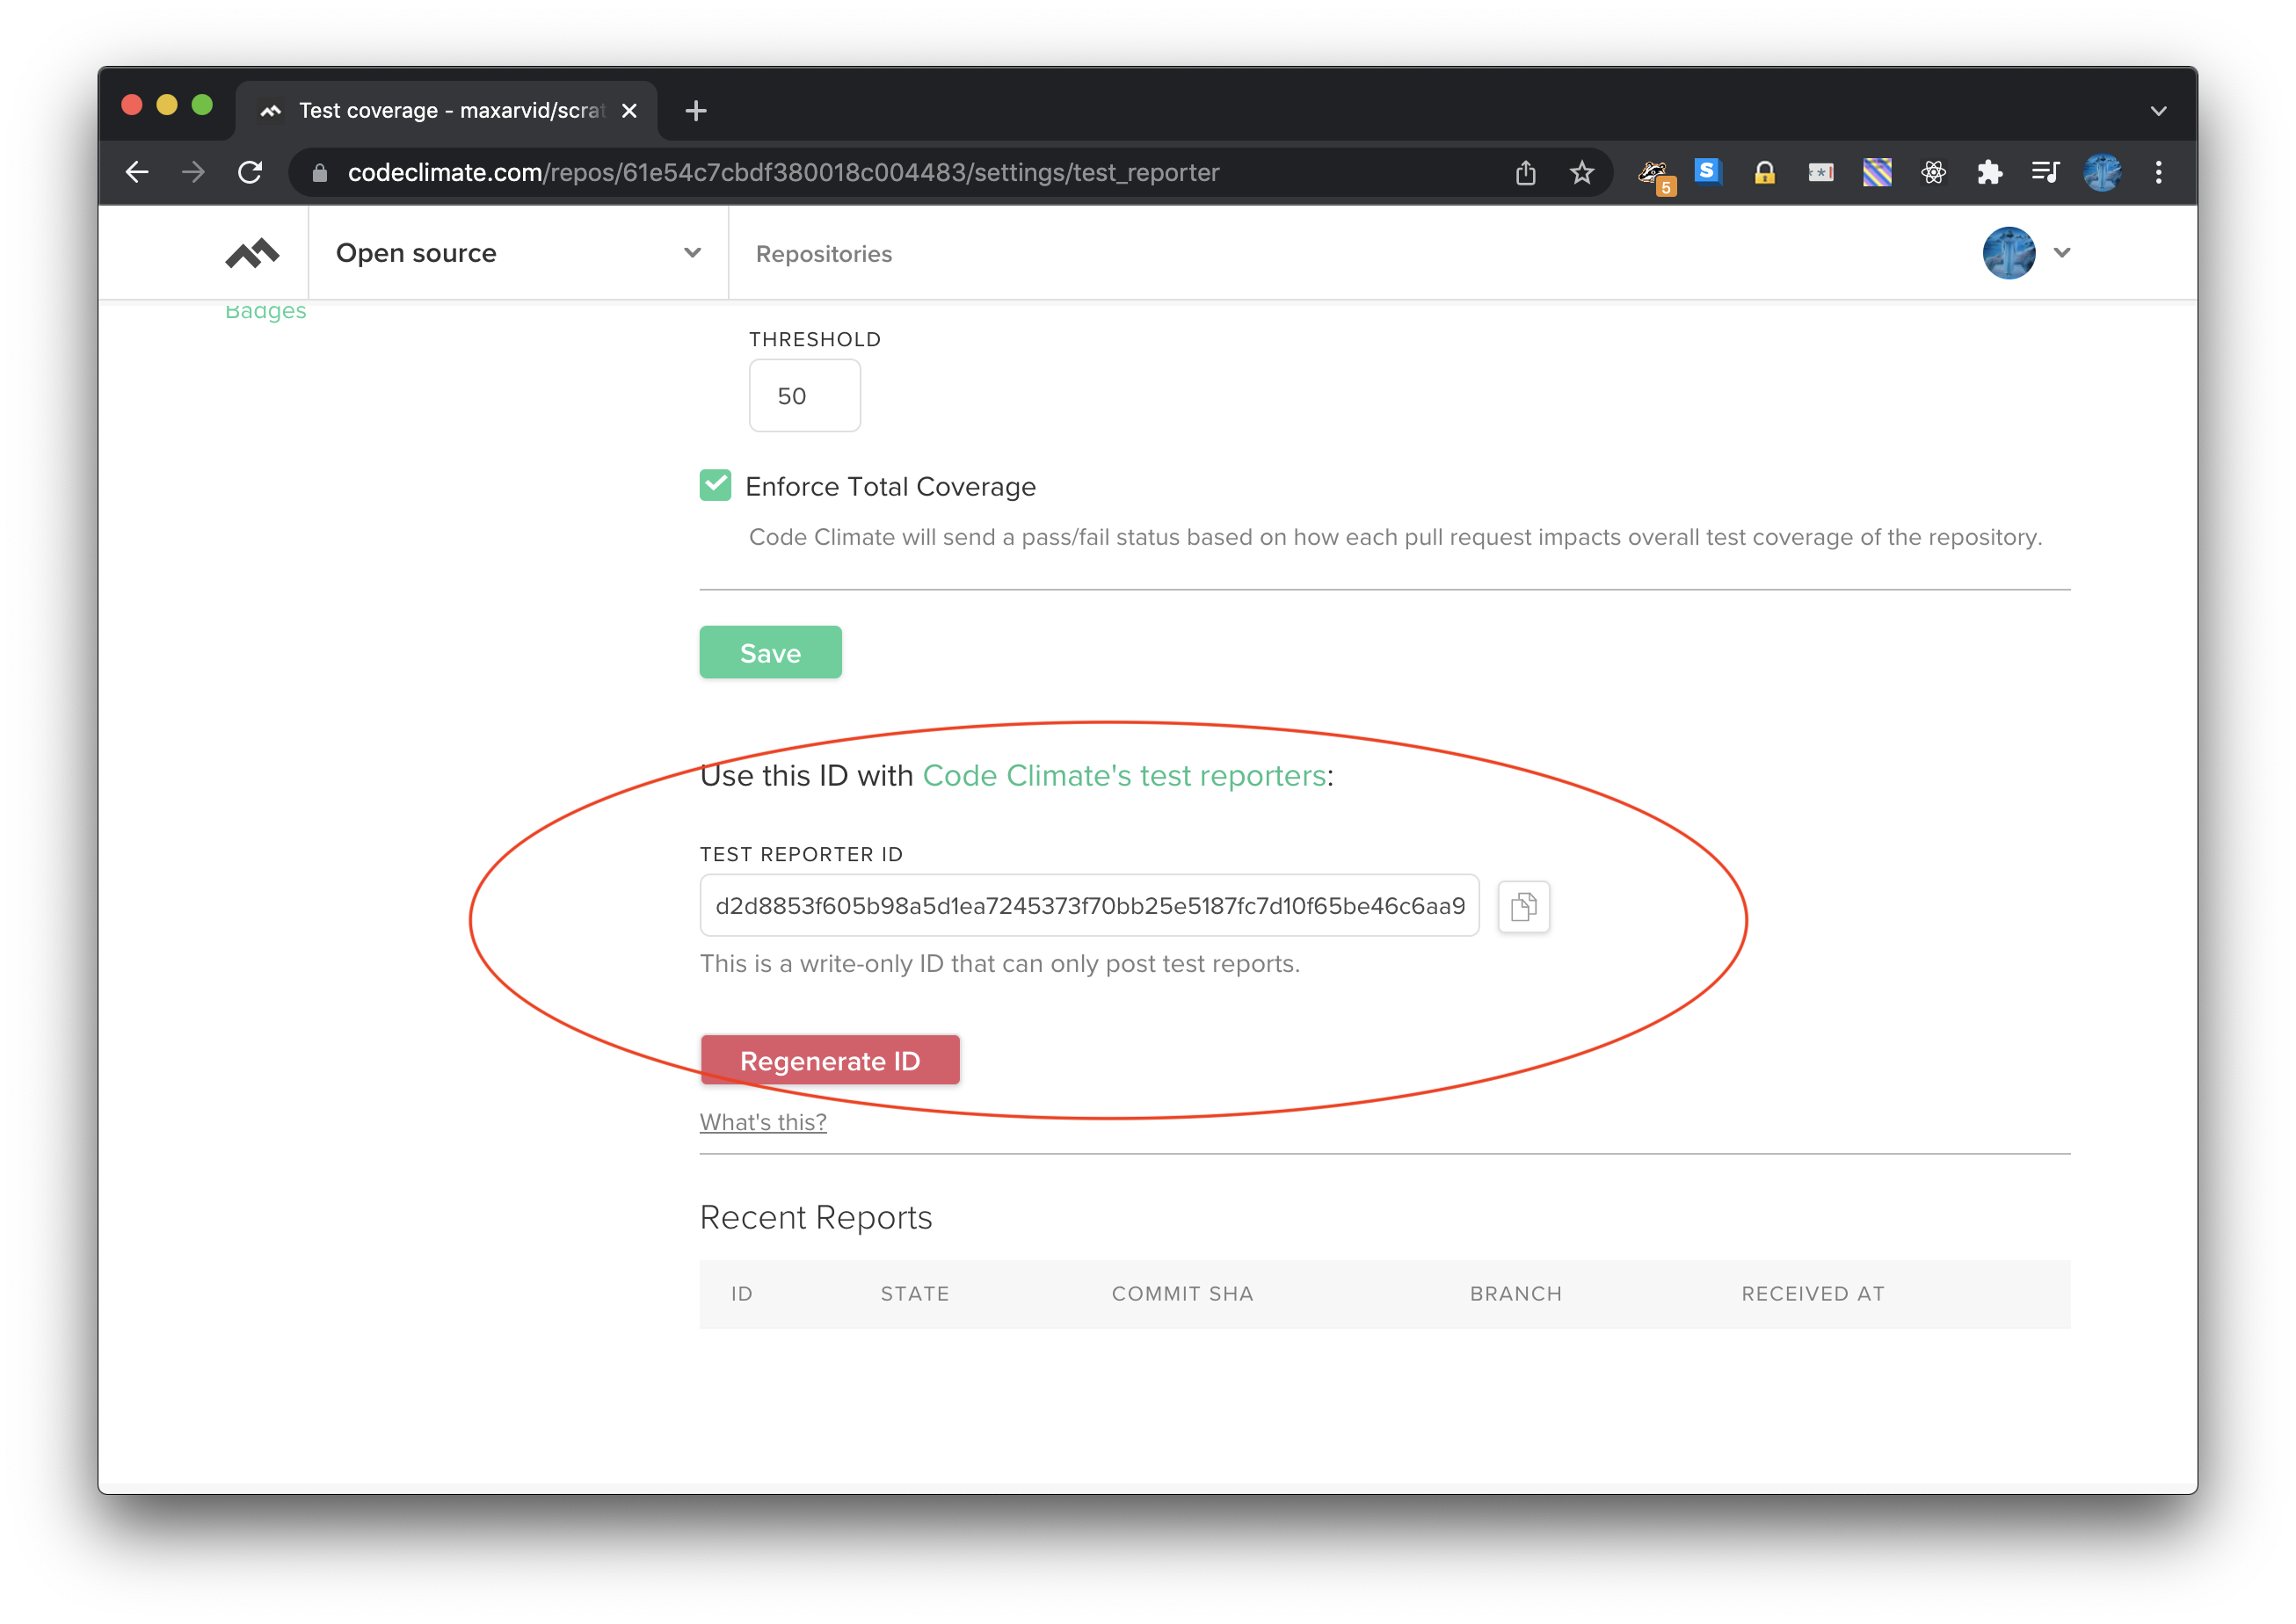 Test coverage - maxarvid/scrat
codeclimate.com/repos/61e54c7cbdf380018c004483/settings/test_reporter
5
S
**|
Open source
Repositories
Badges
THRESHOLD
50
Enforce Total Coverage
Code Climate will send a pass/fail status based on how each pull request impacts overall test coverage of the repository.
Save
Use this ID with Code Climate's test reporters:
TEST REPORTER ID
d2d8853f605b98a5d1ea7245373f70bb25e5187fc7d10f65be46c6aa9
This is a write-only ID that can only post test reports.
Regenerate ID
What's this?
Recent Reports
ID STATE COMMIT SHA BRANCH RECEIVED AT